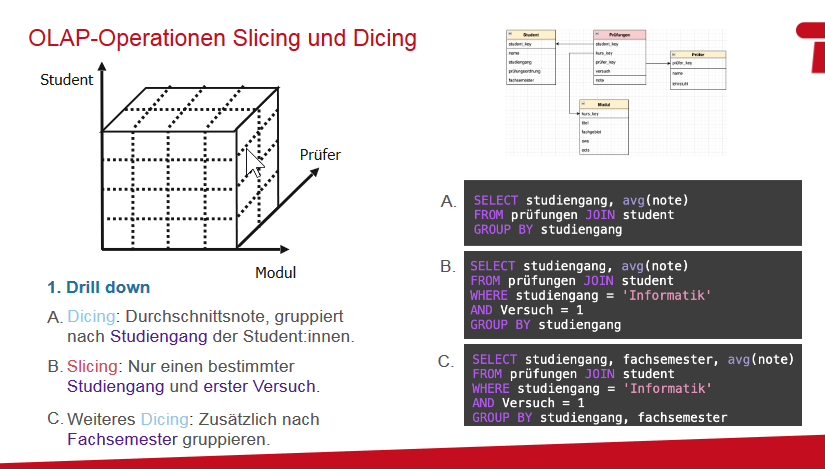 OLAP-Operationen Slicing und Dicing
Student
Prüfer
Modul
Student
student_key
name
studiengang
prüfungsordnung
fachsemester
Prüfungen
student_key
kurs_key
prüfer_key
versuch
note
Prüfer
prüfer_key
name
lehrstuhl
Modul
kurs_key
titel
fachgebiet
sws
ects
1. Drill down
A. Dicing: Durchschnittsnote, gruppiert
nach Studiengang der Student:innen.
B. Slicing: Nur einen bestimmter
Studiengang und erster Versuch.
C. Weiteres Dicing: Zusätzlich nach
Fachsemester gruppieren.
A.
SELECT studiengang, avg(note)
FROM prüfungen JOIN student
GROUP BY studiengang
B.
SELECT studiengang, avg(note)
FROM prüfungen JOIN student
WHERE studiengang = 'Informatik'
AND Versuch = 1
GROUP BY studiengang
C.
SELECT studiengang, fachsemester, avg(note)
FROM prüfungen JOIN student
WHERE studiengang = 'Informatik'
AND Versuch = 1
GROUP BY studiengang, fachsemester